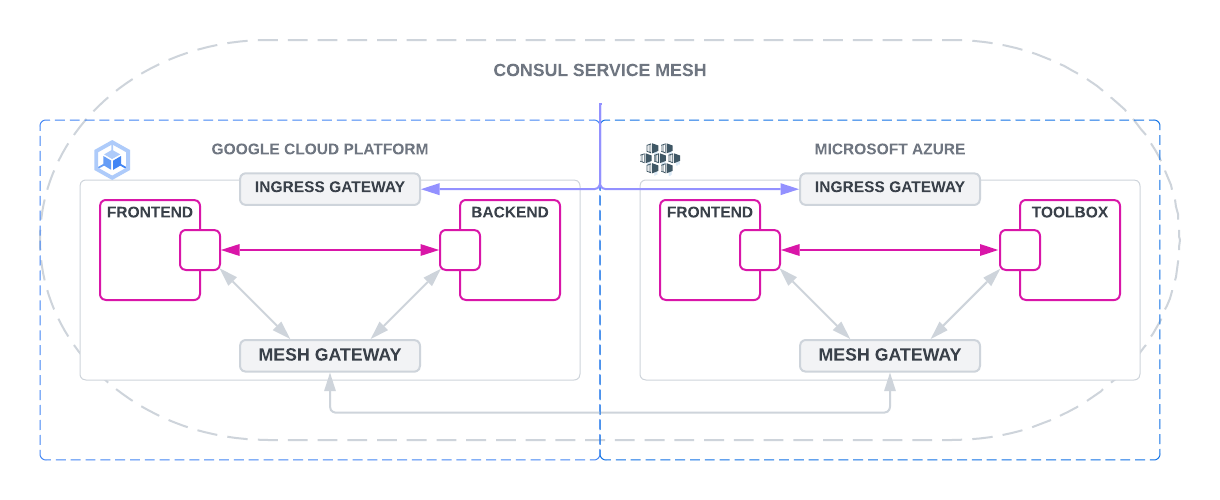 CONSUL SERVICE MESH
GOOGLE CLOUD PLATFORM
INGRESS GATEWAY
FRONTEND
BACKEND
MESH GATEWAY
MICROSOFT AZURE
INGRESS GATEWAY
FRONTEND
TOOLBOX
MESH GATEWAY